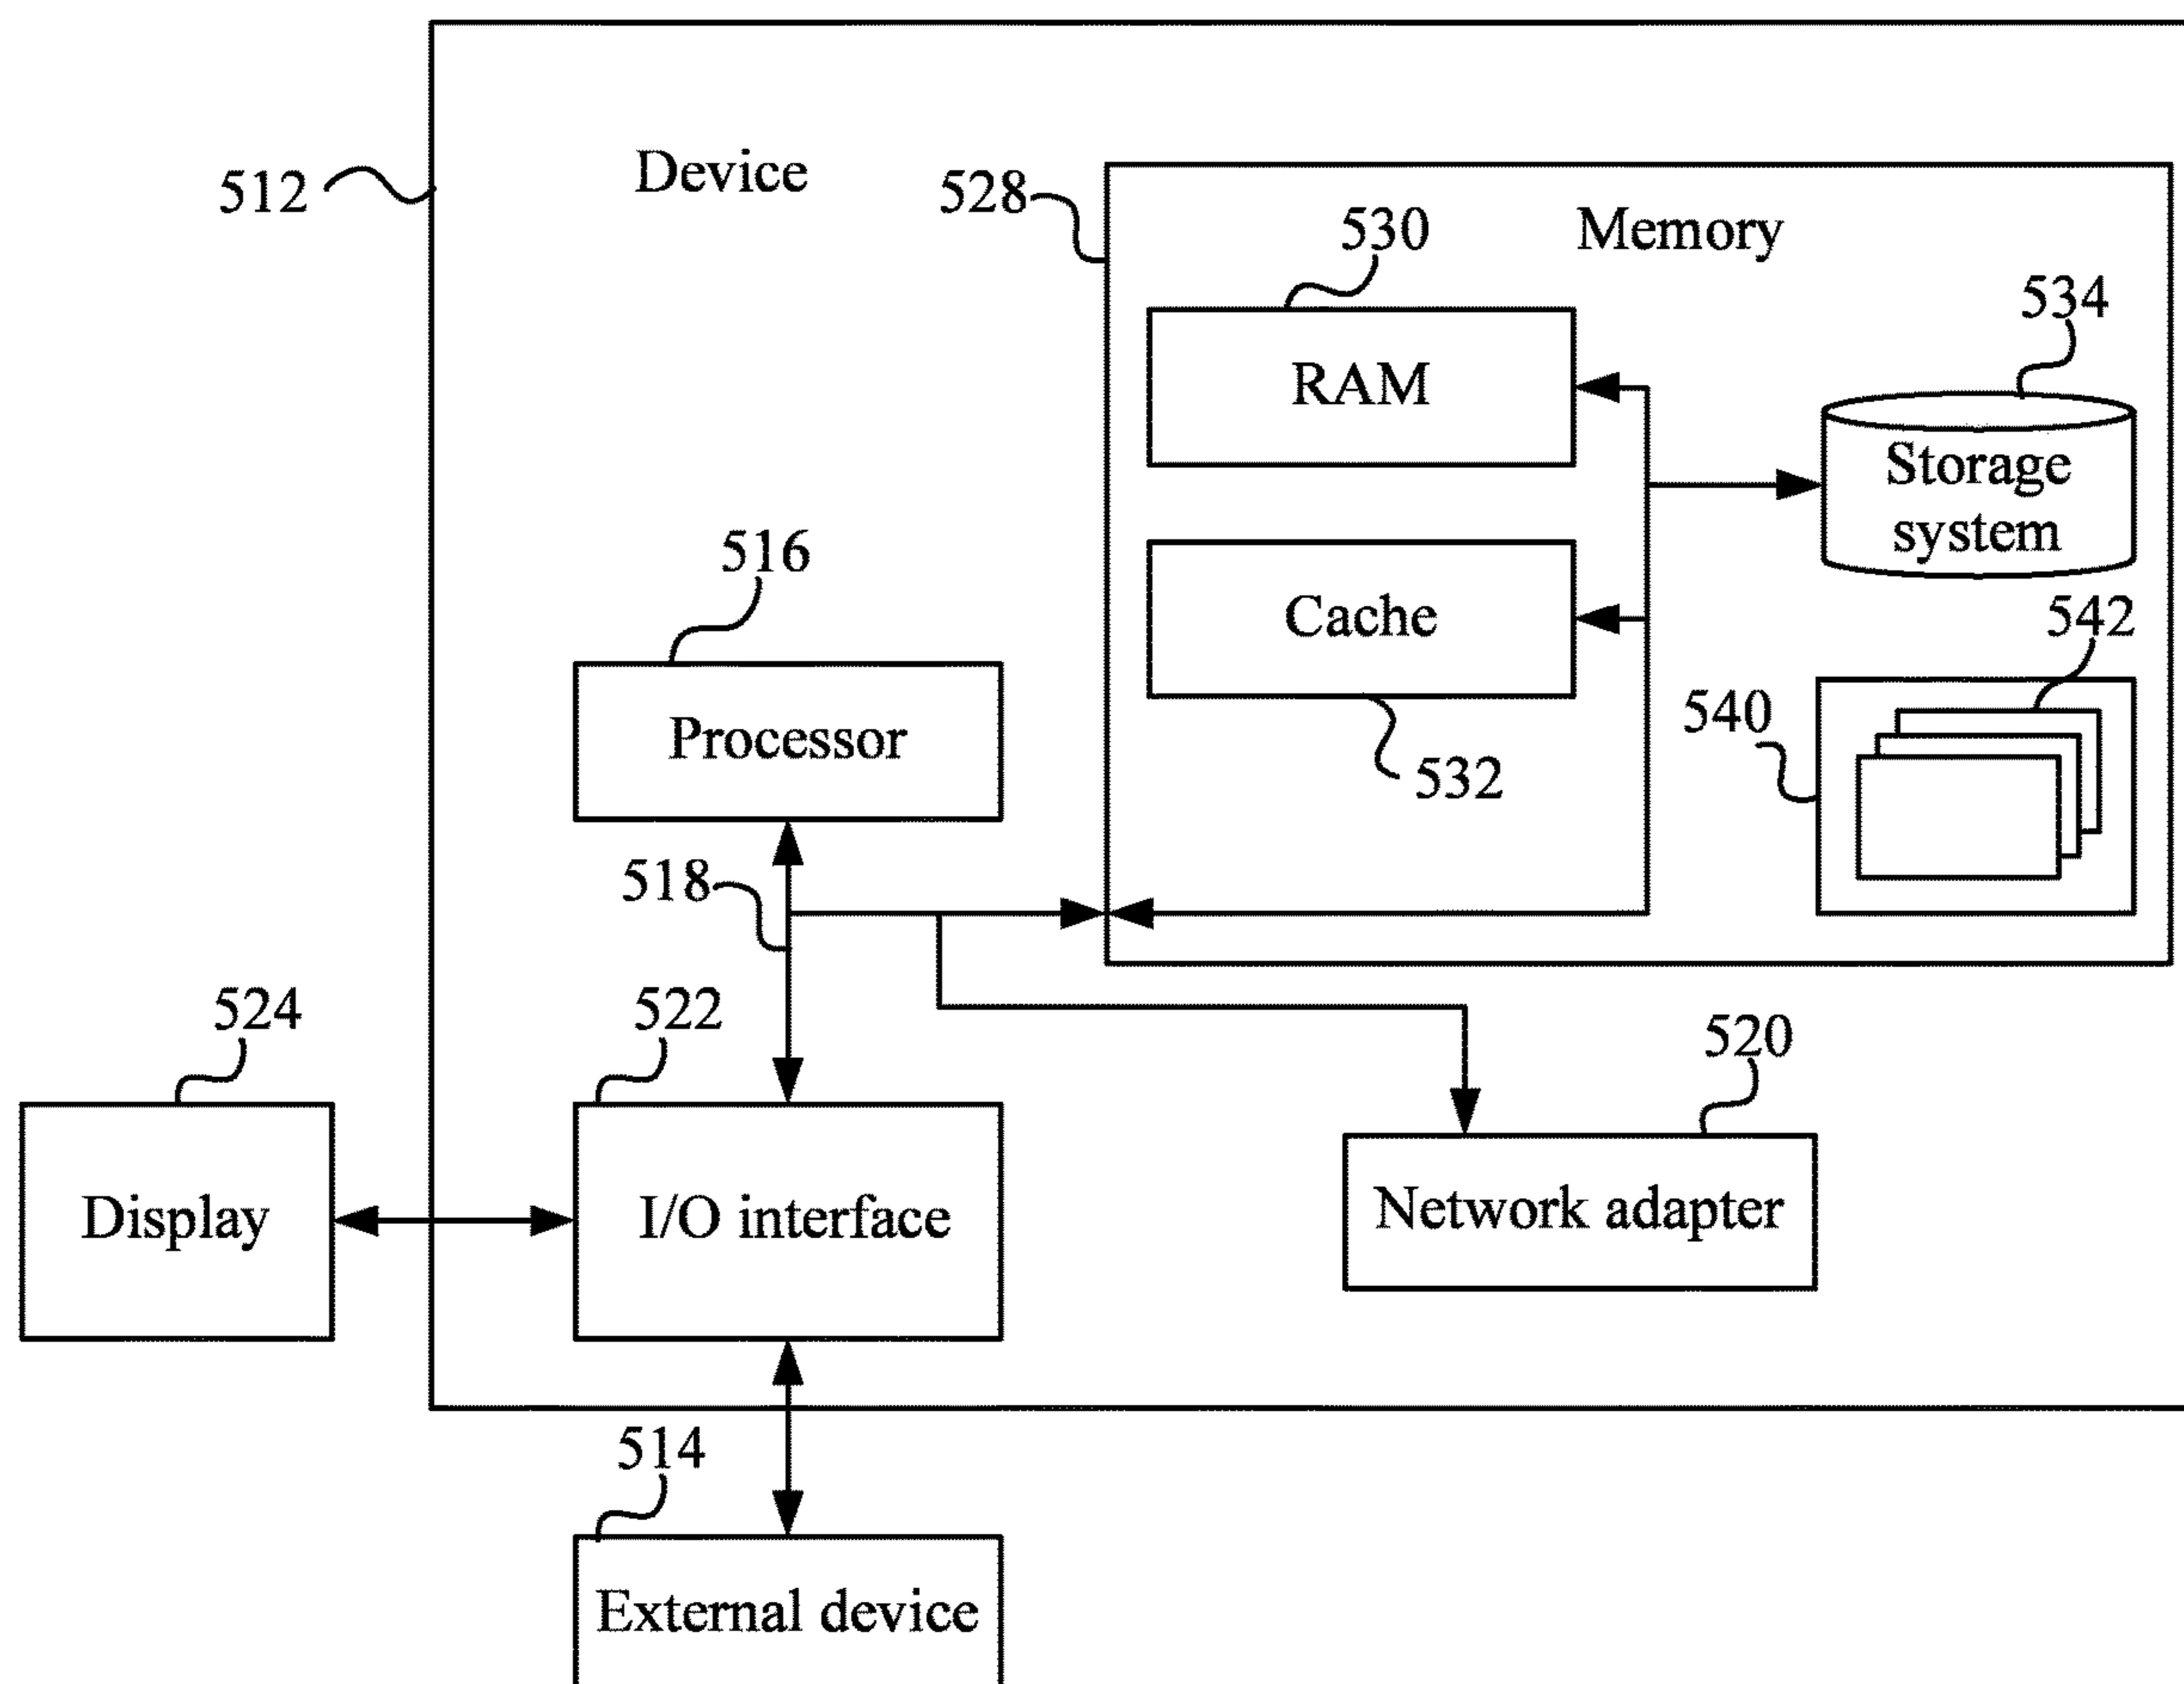 512
Device
528
530
Memory
534
RAM
Storage
system
516
Cache
542
540
Processor
532
518
524
522
520
Display
I/O interface
Network adapter
514
External device